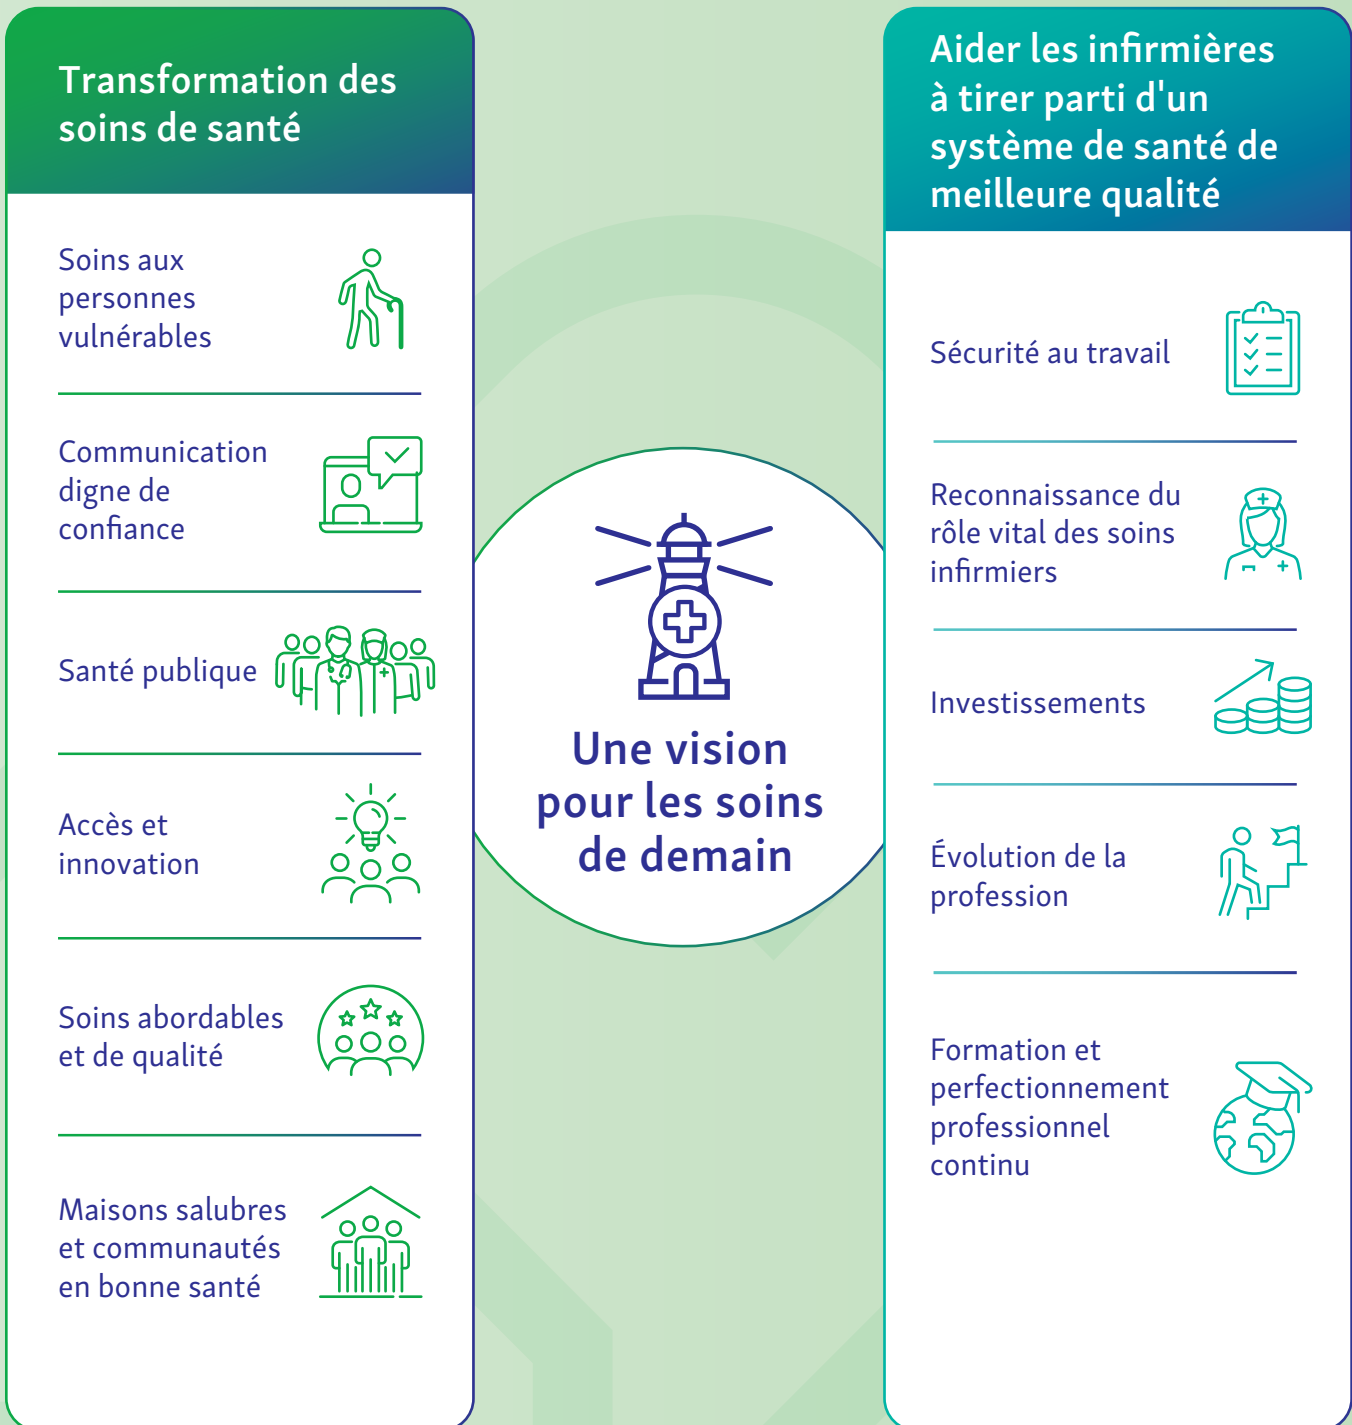 Transformation des
soins de santé
Soins aux
personnes
vulnérables
Communication
digne de
confiance
Santé publique
Accès et
innovation
Soins abordables
et de qualité
Maisons salubres
et communautés
en bonne santé
Une vision
pour les soins
de demain
Aider les infirmières
à tirer parti d'un
système de santé de
meilleure qualité
Sécurité au travail
Reconnaissance du
rôle vital des soins
infirmiers
Investissements
Évolution de la
profession
Formation et
perfectionnement
professionnel
continu